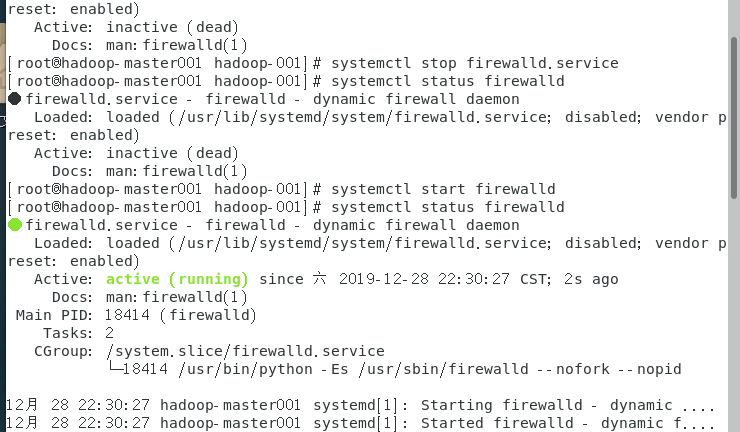 reset: enabled)
Active: inactive (dead)
Docs: man:firewalld(1)
[root@hadoop-master001 hadoop-001]# systemctl stop firewalld.service
[root@hadoop-master001 hadoop-001]# systemctl status firewalld
●firewalld.service - firewalld - dynamic firewall daemon
Loaded: loaded (/usr/lib/systemd/system/firewalld.service; disabled; vendor p
reset: enabled)
Active: inactive (dead)
Docs: man:firewalld(1)
[root@hadoop-master001 hadoop-001]# systemctl start firewalld
[root@hadoop-master001 hadoop-001]# systemctl status firewalld
●firewalld.service - firewalld - dynamic firewall daemon
Loaded: loaded (/usr/lib/systemd/system/firewalld.service; disabled; vendor p
reset: enabled)
Active: active (running) since 六 2019-12-28 22:30:27 CST; 2s ago
Docs: man:firewalld(1)
Main PID: 18414 (firewalld)
Tasks: 2
CGroup: /system.slice/firewalld.service
└─18414 /usr/bin/python -Es /usr/sbin/firewalld --nofork --nopid
12月 28 22:30:27 hadoop-master001 systemd[1]: Starting firewalld - dynamic ....
12月 28 22:30:27 hadoop-master001 systemd[1]: Started firewalld - dynamic f....